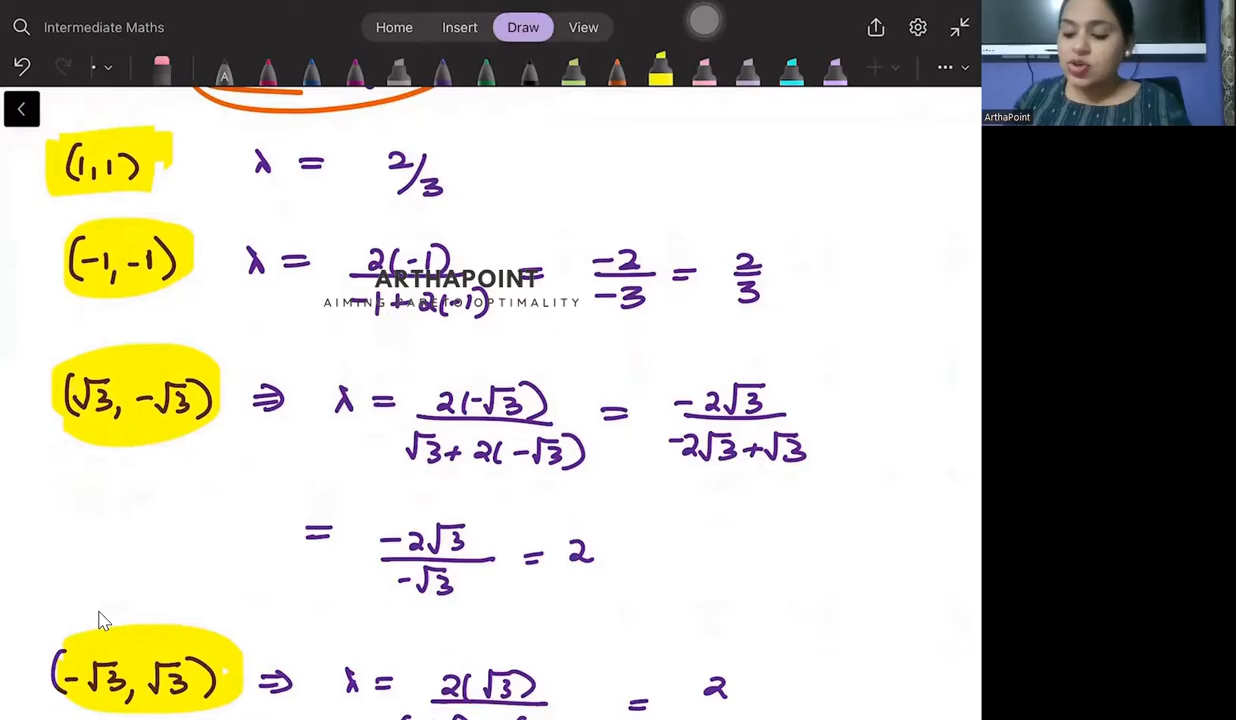 Intermediate Maths Home Insert Draw View
A
ArthaPoint
(1,1) λ = 2/3
(-1,-1) λ = 2(-1) / -1+2(-1) = -2/-3 = 2/3
ARTHAPOINT
AIMING PARETO OPTIMALITY
(√3, -√3) ⇒ λ = 2(-√3) / √3+2(-√3) = -2√3 / -2√3+√3
= -2√3 / -√3 = 2
(-√3, √3) ⇒ λ = 2(√3) = 2